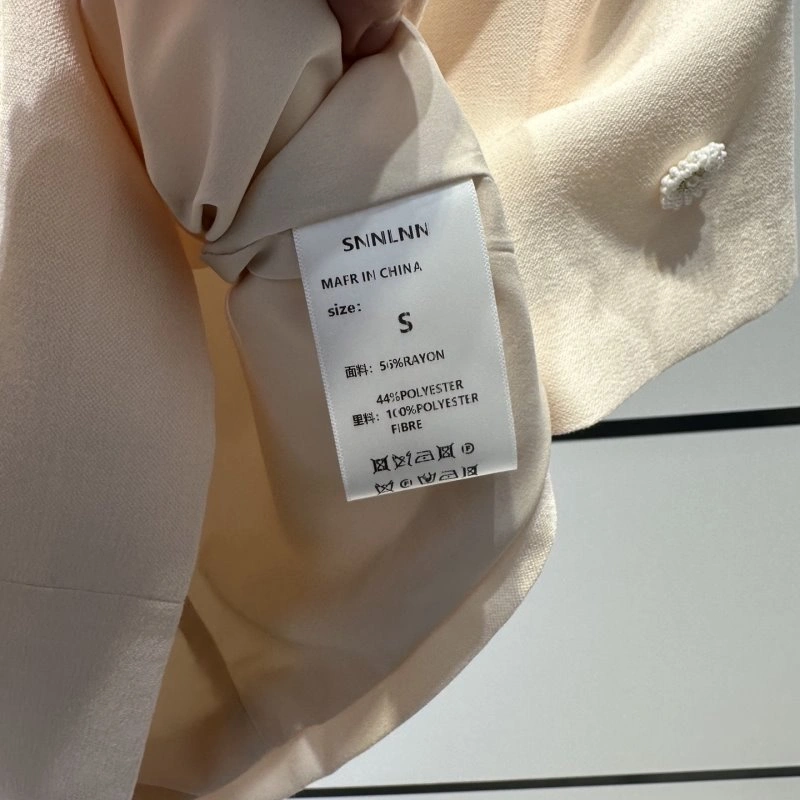 SNNLNN
MAFR IN CHINA
size:
S
面料: 56%RAYON
44%POLYESTER
里料: 100%POLYESTER
FIBRE